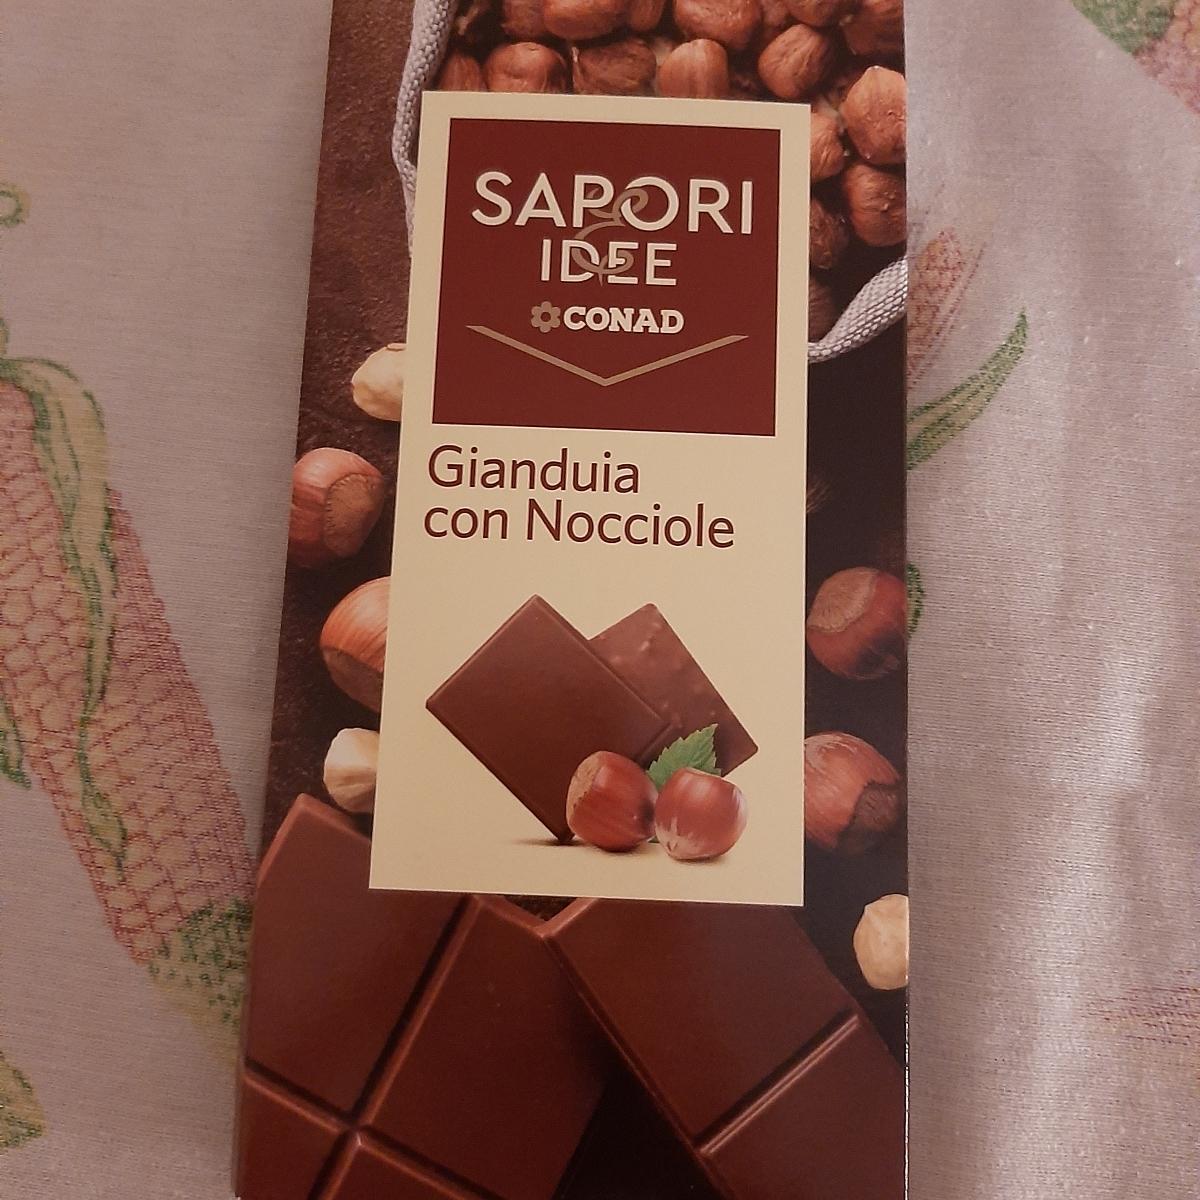 SAPORI
&
IDEE
CONAD
Gianduia
con Nocciole